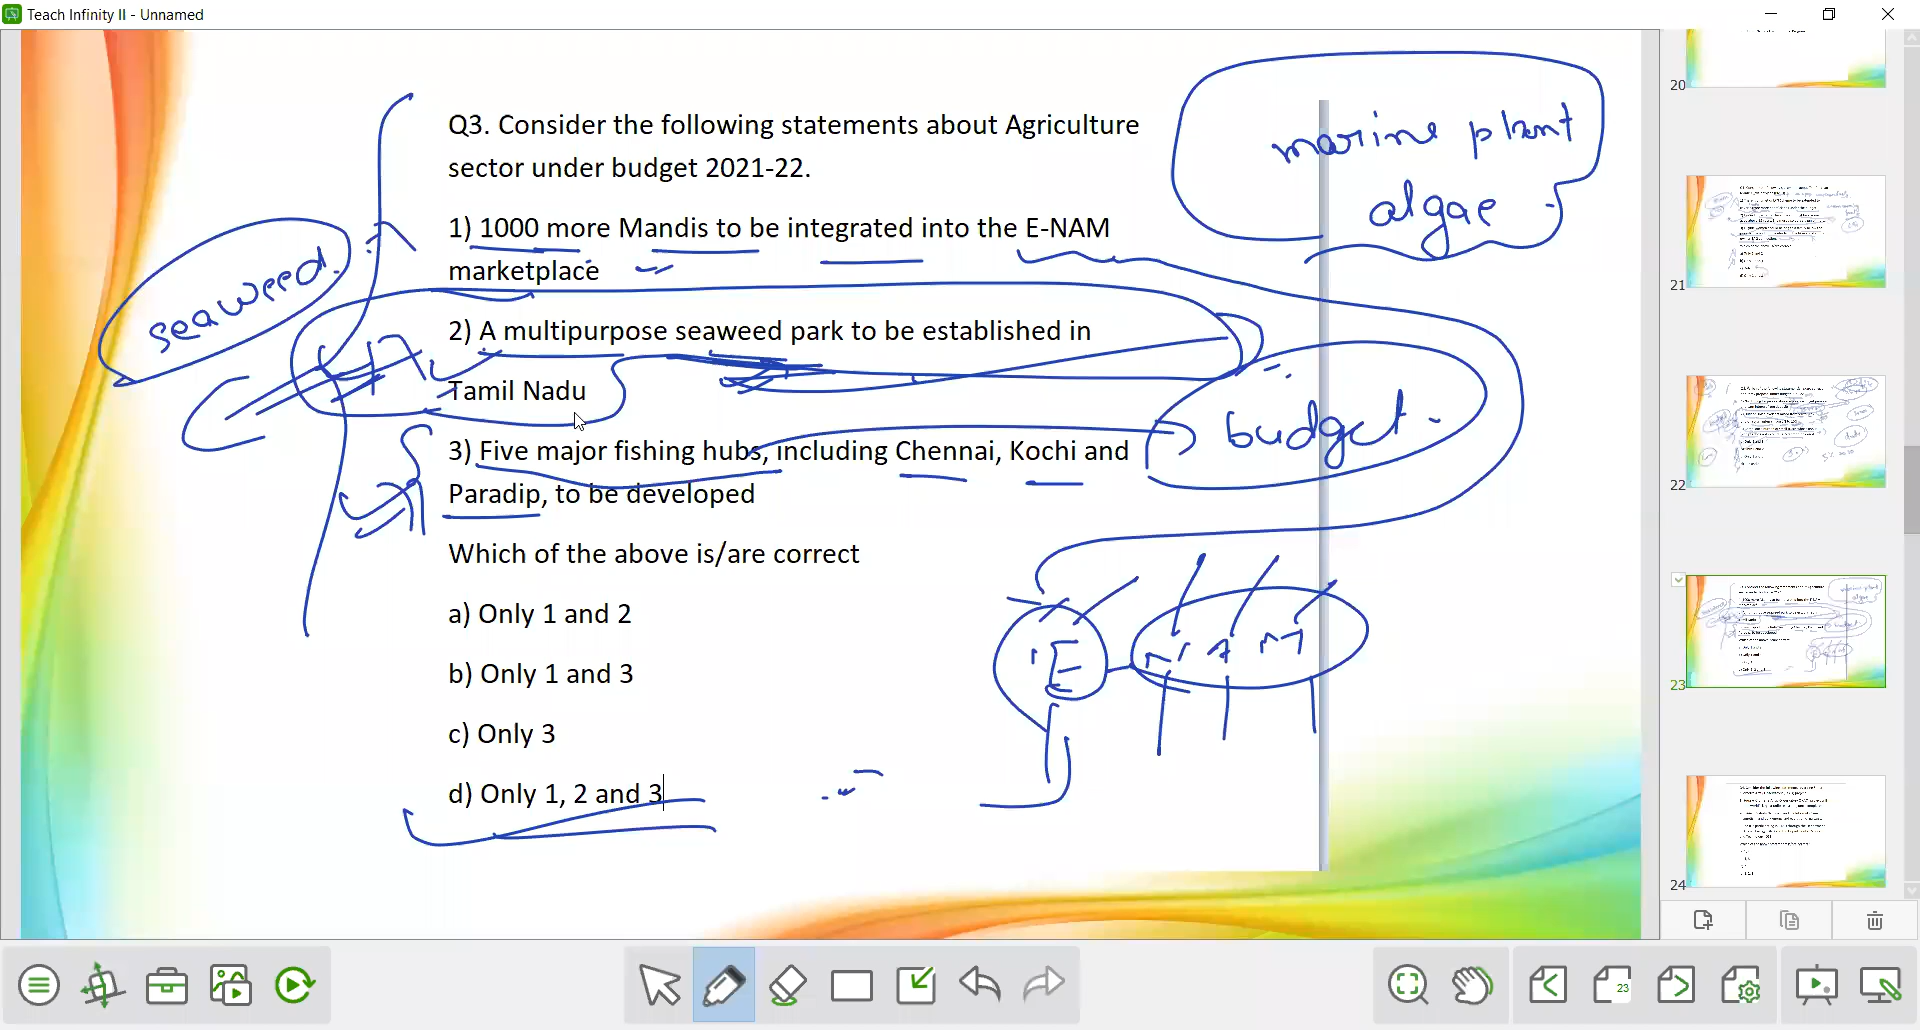 Teach Infinity II - Unnamed
Q3. Consider the following statements about Agriculture
sector under budget 2021-22.
1) 1000 more Mandis to be integrated into the E-NAM
marketplace
2) A multipurpose seaweed park to be established in
Tamil Nadu
3) Five major fishing hubs, including Chennai, Kochi and
Paradip, to be developed
Which of the above is/are correct
a) Only 1 and 2
b) Only 1 and 3
c) Only 3
d) Only 1, 2 and 3
seaweed
marine plant
algae
budget
E
20
21
22
23
24
23